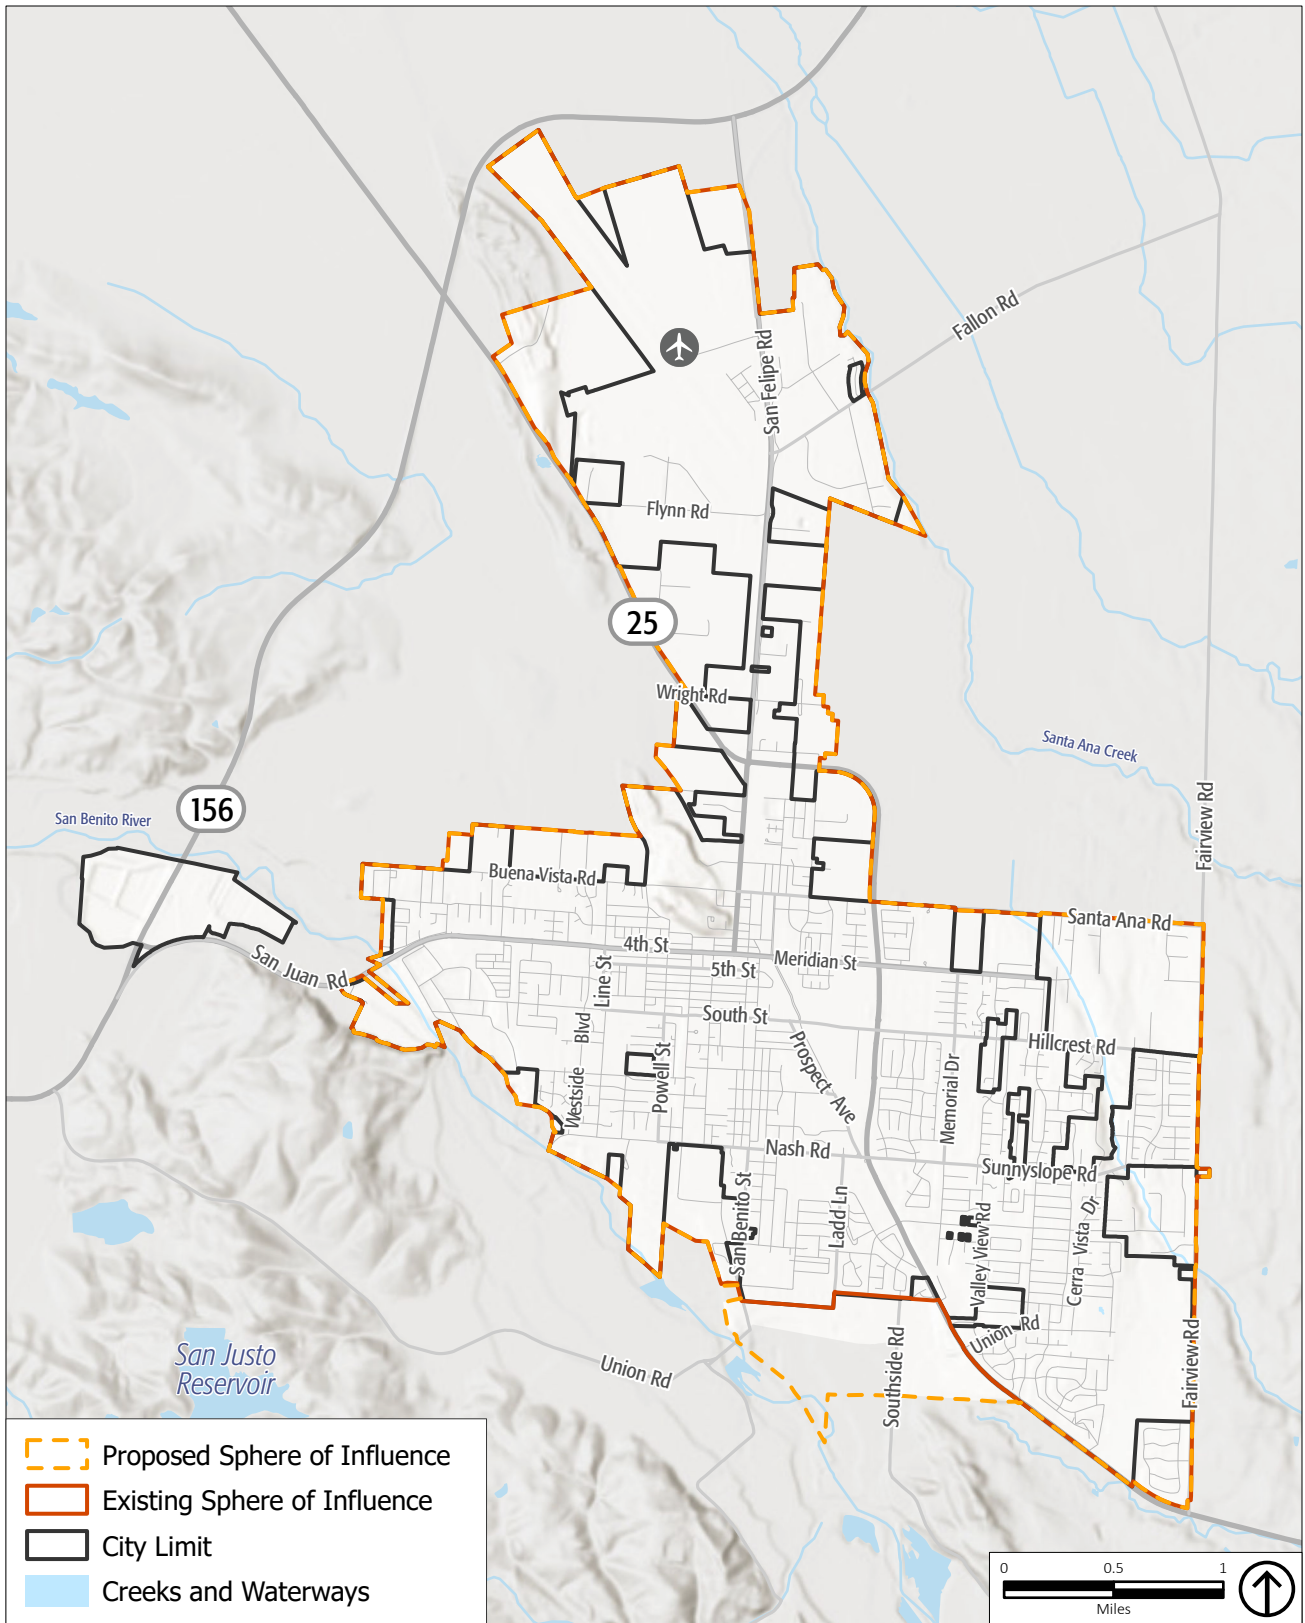 Fallon Rd
San Felipe Rd
Flynn Rd
25
Wright Rd
Santa Ana Creek
156
San Benito River
Fairview Rd
Buena Vista Rd
Santa Ana Rd
4th St
Meridian St
5th St
San Juan Rd
Line St
South St
Westside Blvd
Hillcrest Rd
Prospect Ave
Powell St
Memorial Dr
Nash Rd
Sunnyslope Rd
San Benito St
Ladd Ln
Valley View Rd
Cerra Vista Dr
Union Rd
San Justo
Reservoir
Union Rd
Southside Rd
Fairview Rd
Proposed Sphere of Influence
Existing Sphere of Influence
City Limit
Creeks and Waterways
0 0.5 1
Miles